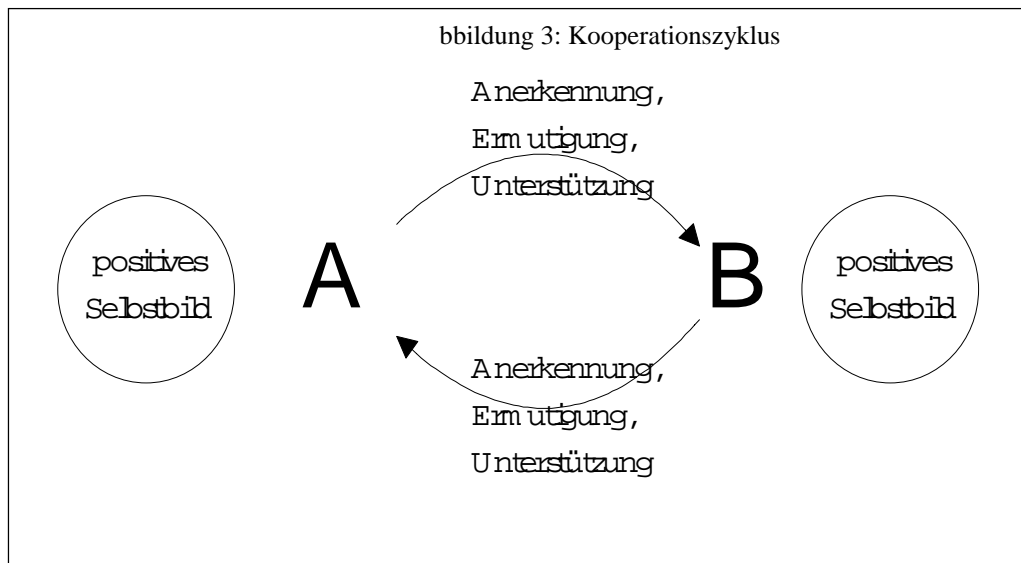 bbildung 3: Kooperationszyklus
Anerkennung,
Ermutigung,
Unterstützung
positives
Selbstbild
A
B
positives
Selbstbild
Anerkennung,
Ermutigung,
Unterstützung